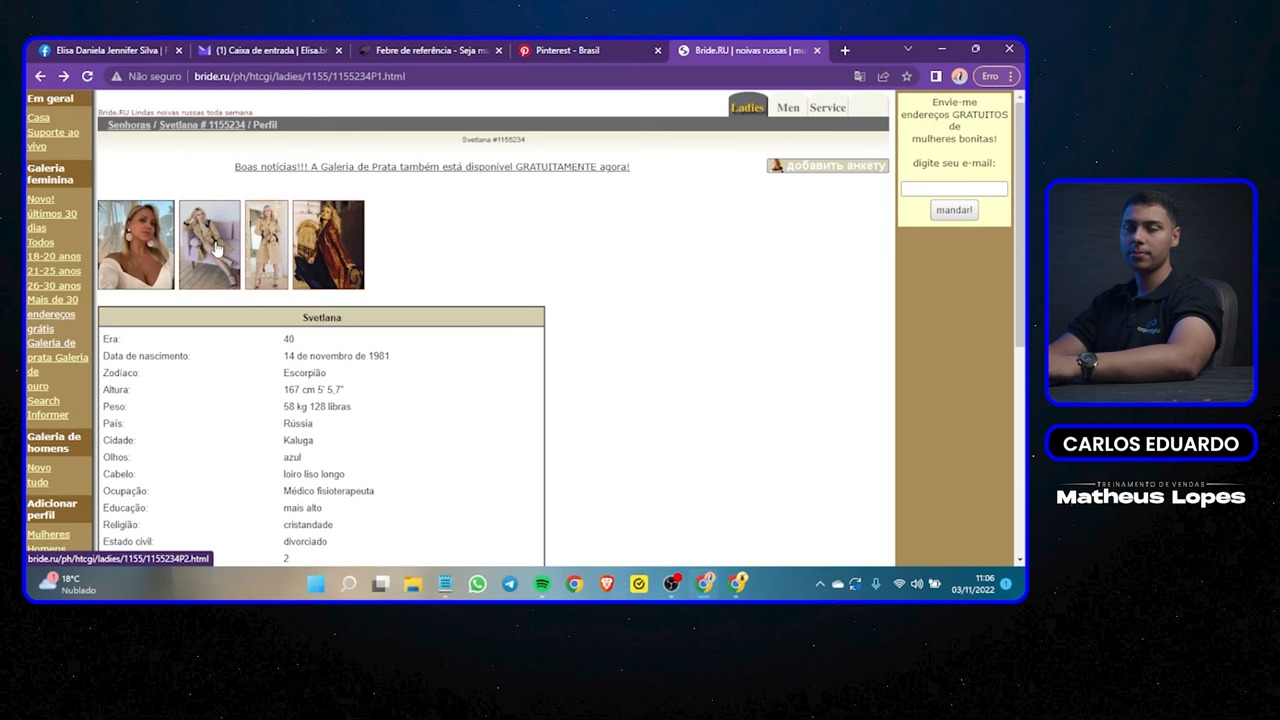 Elisa Daniela Jennifer Silva |
(1) Caixa de entrada | Elisa.b
Febre de referência - Seja m
Pinterest - Brasil
Bride.RU | noivas russas | mu
Não seguro
bride.ru/ph/htcgi/ladies/1155/1155234P1.html
Erro
Em geral
Casa
Suporte ao
vivo
Galeria
feminina
Novo!
últimos 30
dias
Todos
18-20 anos
21-25 anos
26-30 anos
Mais de 30
endereços
grátis
Galeria de
prata Galeria
de
ouro
Search
Informer
Galeria de
homens
Novo
tudo
Adicionar
perfil
Mulheres
Homens
Bride.RU Lindas noivas russas toda semana
Ladies Men Service
Senhoras / Svetlana # 1155234 / Perfil
Svetlana #1155234
Boas notícias!!! A Galeria de Prata também está disponível GRATUITAMENTE agora!
добавить анкету
Svetlana
Era: 40
Data de nascimento: 14 de novembro de 1981
Zodíaco: Escorpião
Altura: 167 cm 5' 5,7"
Peso: 58 kg 128 libras
País: Rússia
Cidade: Kaluga
Olhos: azul
Cabelo: loiro liso longo
Ocupação: Médico fisioterapeuta
Educação: mais alto
Religião: cristandade
Estado civil: divorciado
2
Envie-me
endereços GRATUITOS
de
mulheres bonitas!
digite seu e-mail:
mandar!
bride.ru/ph/htcgi/ladies/1155/1155234P2.html
1
18°C
Nublado
11:06
03/11/2022
1
CARLOS EDUARDO
TREINAMENTO DE VENDAS
Matheus Lopes